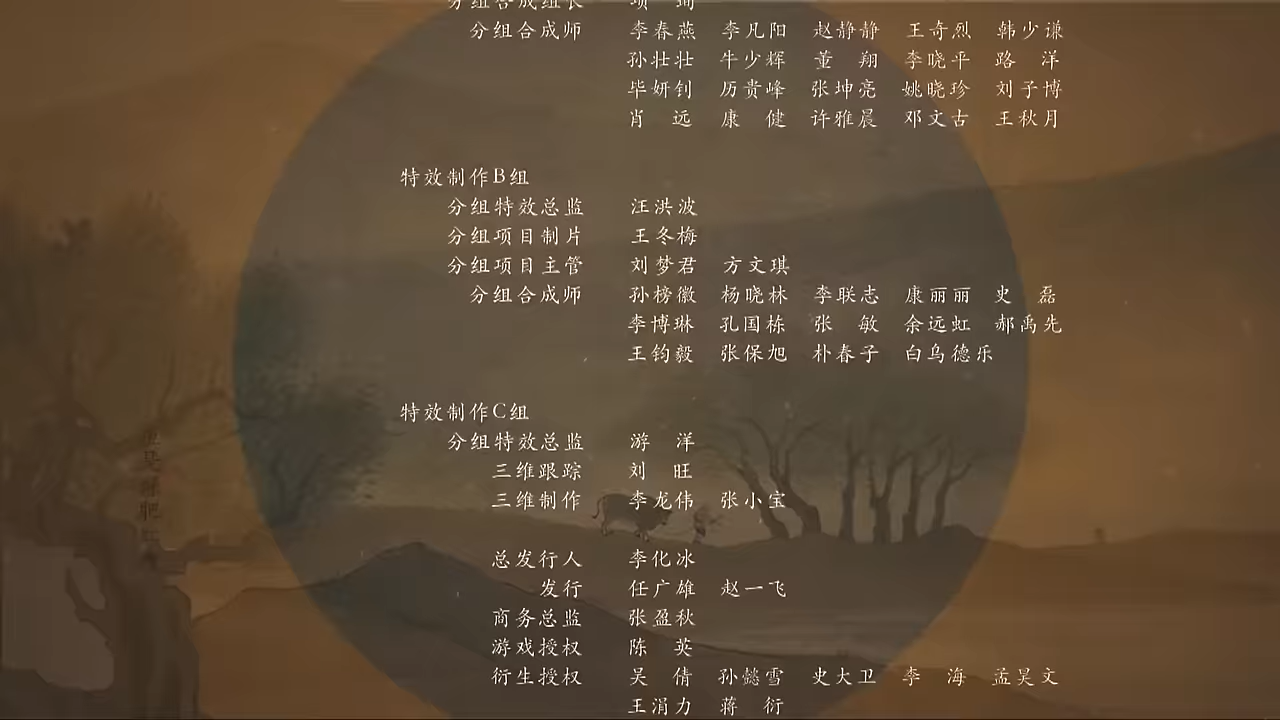 分组合成师 李春燕 李凡阳 赵静静 王奇烈 韩少谦
孙壮壮 牛少辉 董 翔 李晓平 路 洋
毕妍钊 厉贵峰 张坤亮 姚晓珍 刘子博
肖 远 康 健 许雅晨 邓文古 王秋月
特效制作B组
分组特效总监 汪洪波
分组项目制片 王冬梅
分组项目主管 刘梦君 方文琪
分组合成师 孙榜徽 杨晓林 李联志 康丽丽 史 磊
李博琳 孔国栋 张 敏 余远虹 郝禹先
王钧毅 张保旭 朴春子 白乌德乐
特效制作C组
分组特效总监 游 洋
三维跟踪 刘 旺
三维制作 李龙伟 张小宝
总发行人 李化冰
发行 任广雄 赵一飞
商务总监 张盈秋
游戏授权 陈 英
衍生授权 吴 倩 孙懿雪 史大卫 李 海 孟昊文
王涓力 蒋 衍